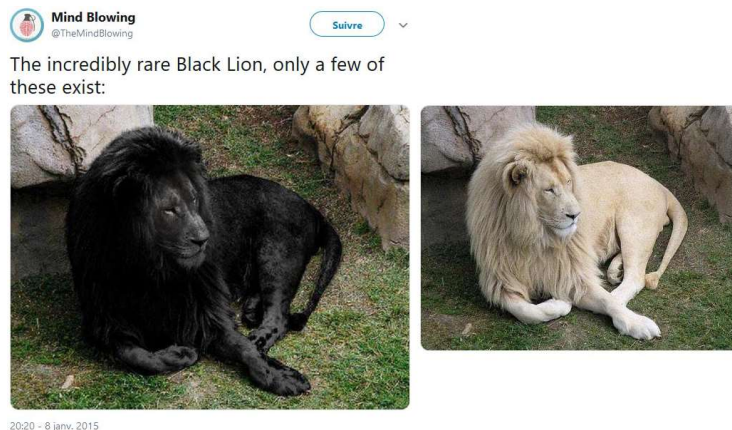 Mind Blowing
@TheMindBlowing
Suivre
The incredibly rare Black Lion, only a few of
these exist:
20:20 - 8 janv. 2015